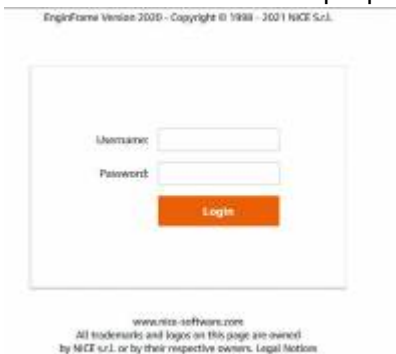 EnginFrame Version 2020 - Copyright © 1998 - 2021 NICE S.r.l.
Username:
Password:
Login
www.nice-software.com
All trademarks and logos on this page are owned
by NICE s.r.l. or by their respective owners. Legal Notices